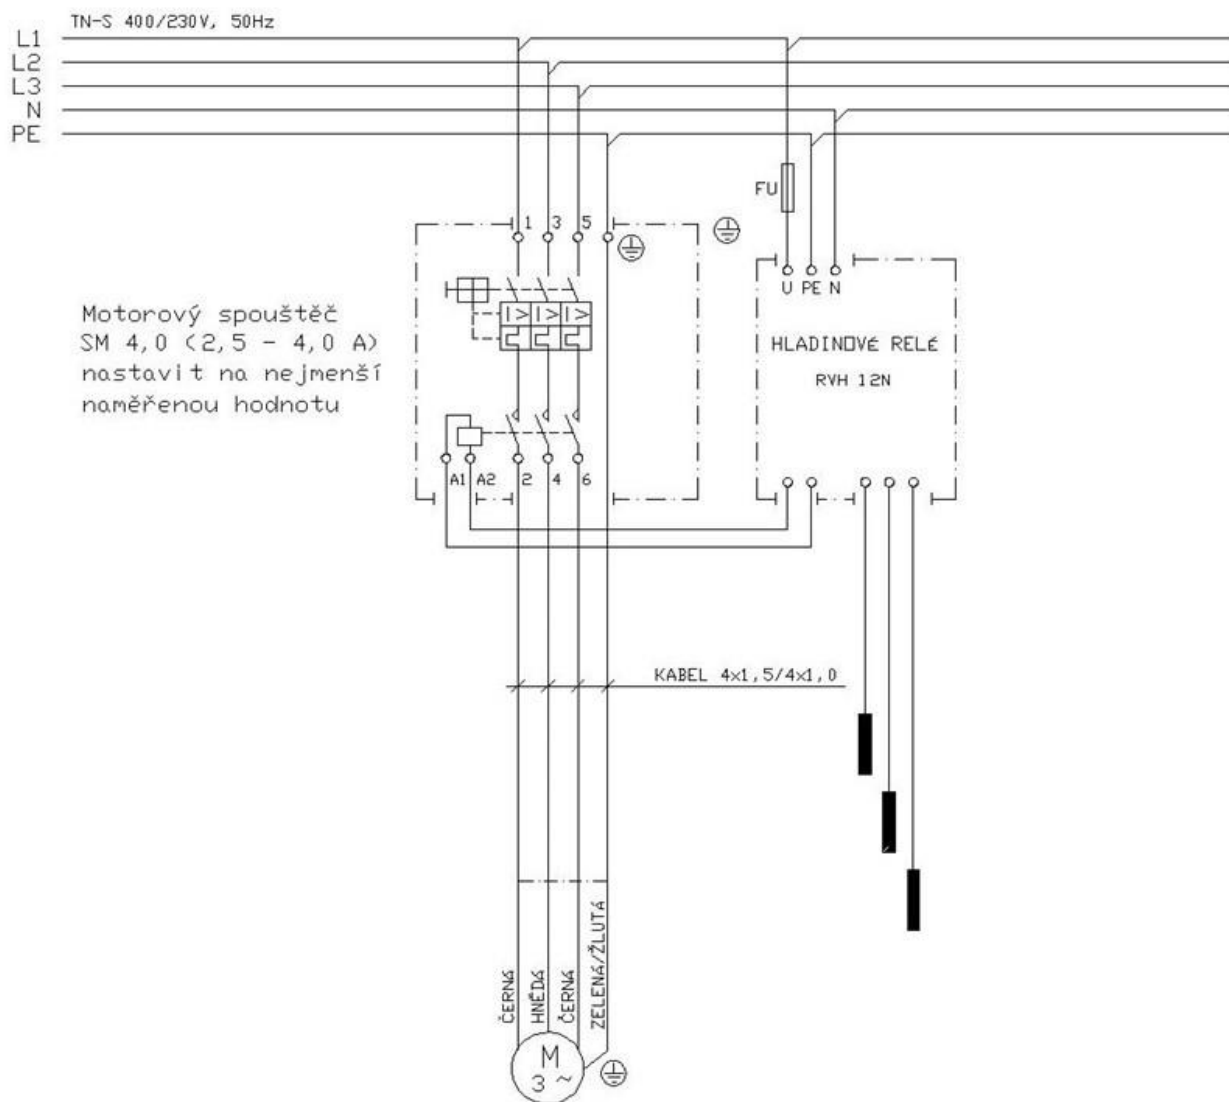 TN-S 400/230V, 50Hz
L1
L2
L3
N
PE
FU
1 3 5
U PE N
Motorový spouštěč
SM 4,0 (2,5 - 4,0 A)
nastavit na nejmenší
naměřenou hodnotu
I> I> I>
HLADINOVÉ RELÉ
RVH 12N
A1 A2 2 4 6
KABEL 4x1,5/4x1,0
ČERNÁ
HNĚDÁ
ČERNÁ
ZELENÁ/ŽLUTÁ
M
3 ~